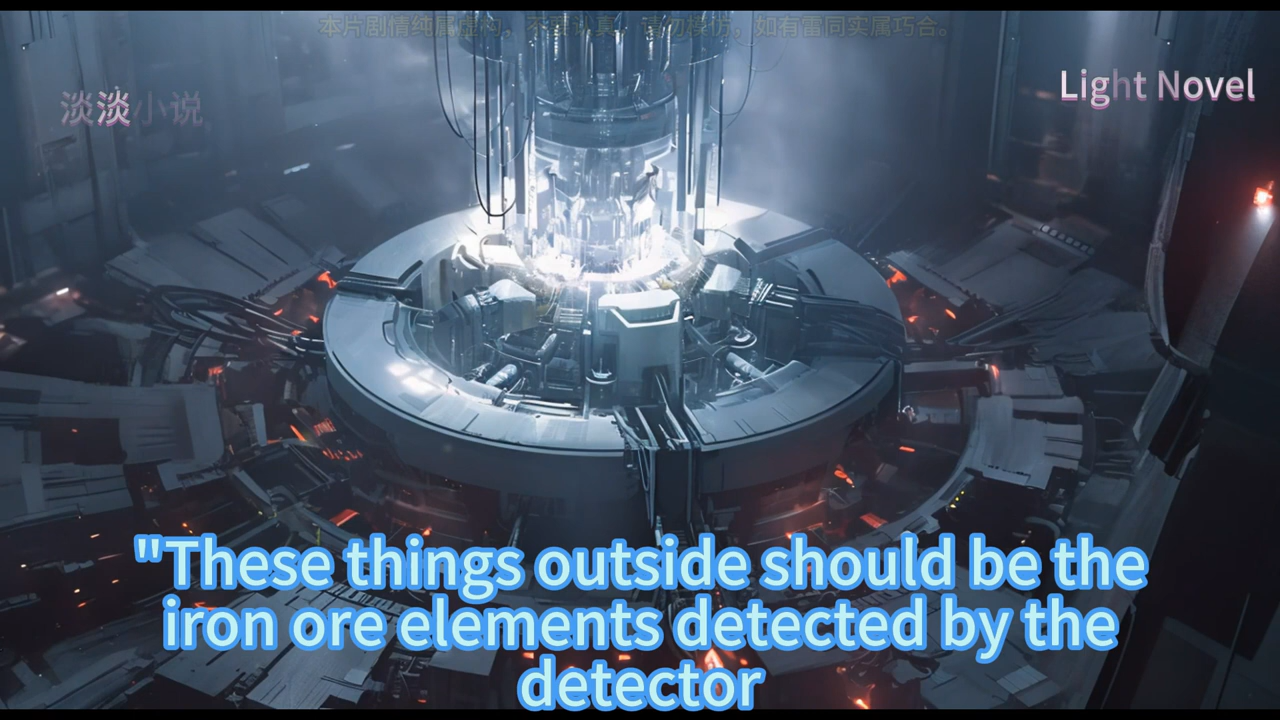 本片剧情纯属虚构，不要认真，请勿模仿，如有雷同实属巧合。
淡淡小说
Light Novel
"These things outside should be the
iron ore elements detected by the
detector